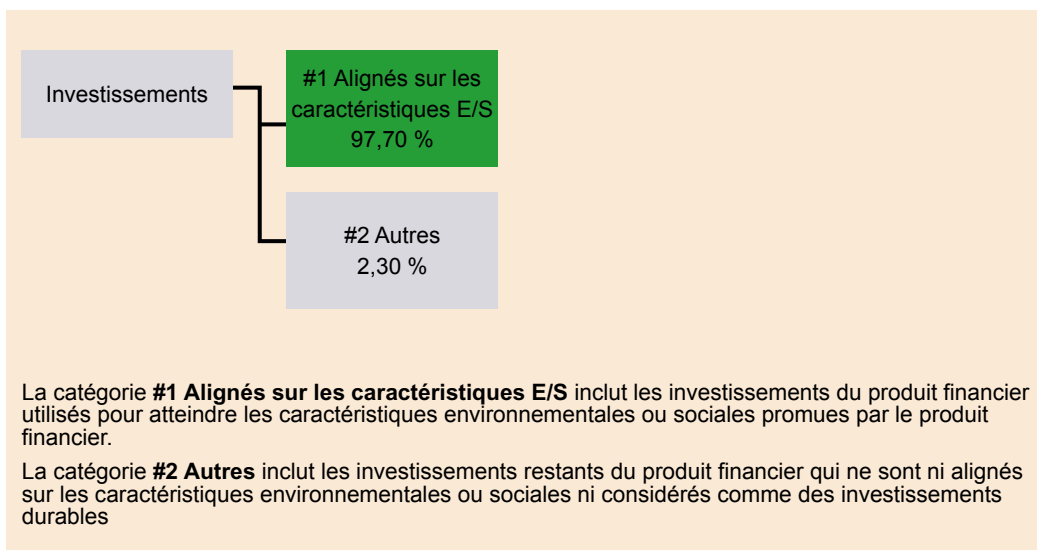 Investissements
#1 Alignés sur les
caractéristiques E/S
97,70 %
#2 Autres
2,30 %
La catégorie #1 Alignés sur les caractéristiques E/S inclut les investissements du produit financier
utilisés pour atteindre les caractéristiques environnementales ou sociales promues par le produit
financier.
La catégorie #2 Autres inclut les investissements restants du produit financier qui ne sont ni alignés
sur les caractéristiques environnementales ou sociales ni considérés comme des investissements
durables